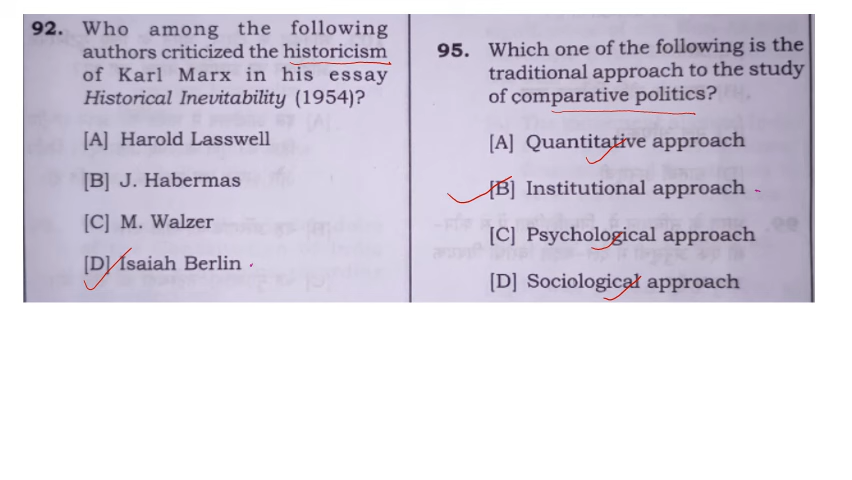 92. Who among the following
authors criticized the historicism
of Karl Marx in his essay
Historical Inevitability (1954)?
[A] Harold Lasswell
[B] J. Habermas
[C] M. Walzer
[D] Isaiah Berlin
95. Which one of the following is the
traditional approach to the study
of comparative politics?
[A] Quantitative approach
[B] Institutional approach
[C] Psychological approach
[D] Sociological approach